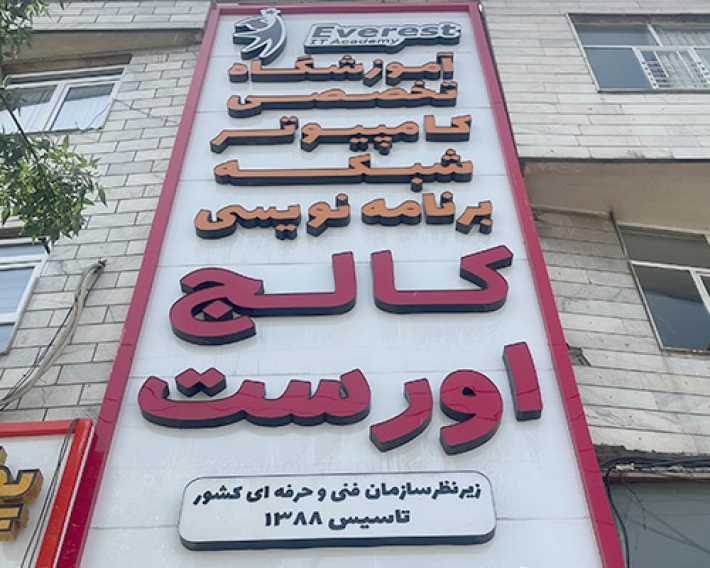 Everest
IT Academy
آموزشگاه
تخصصی
کامپیوتر
شبکه
برنامه نویسی
کالج
اورست
زیر نظر سازمان فنی و حرفه ای کشور
تاسیس ۱۳۸۸